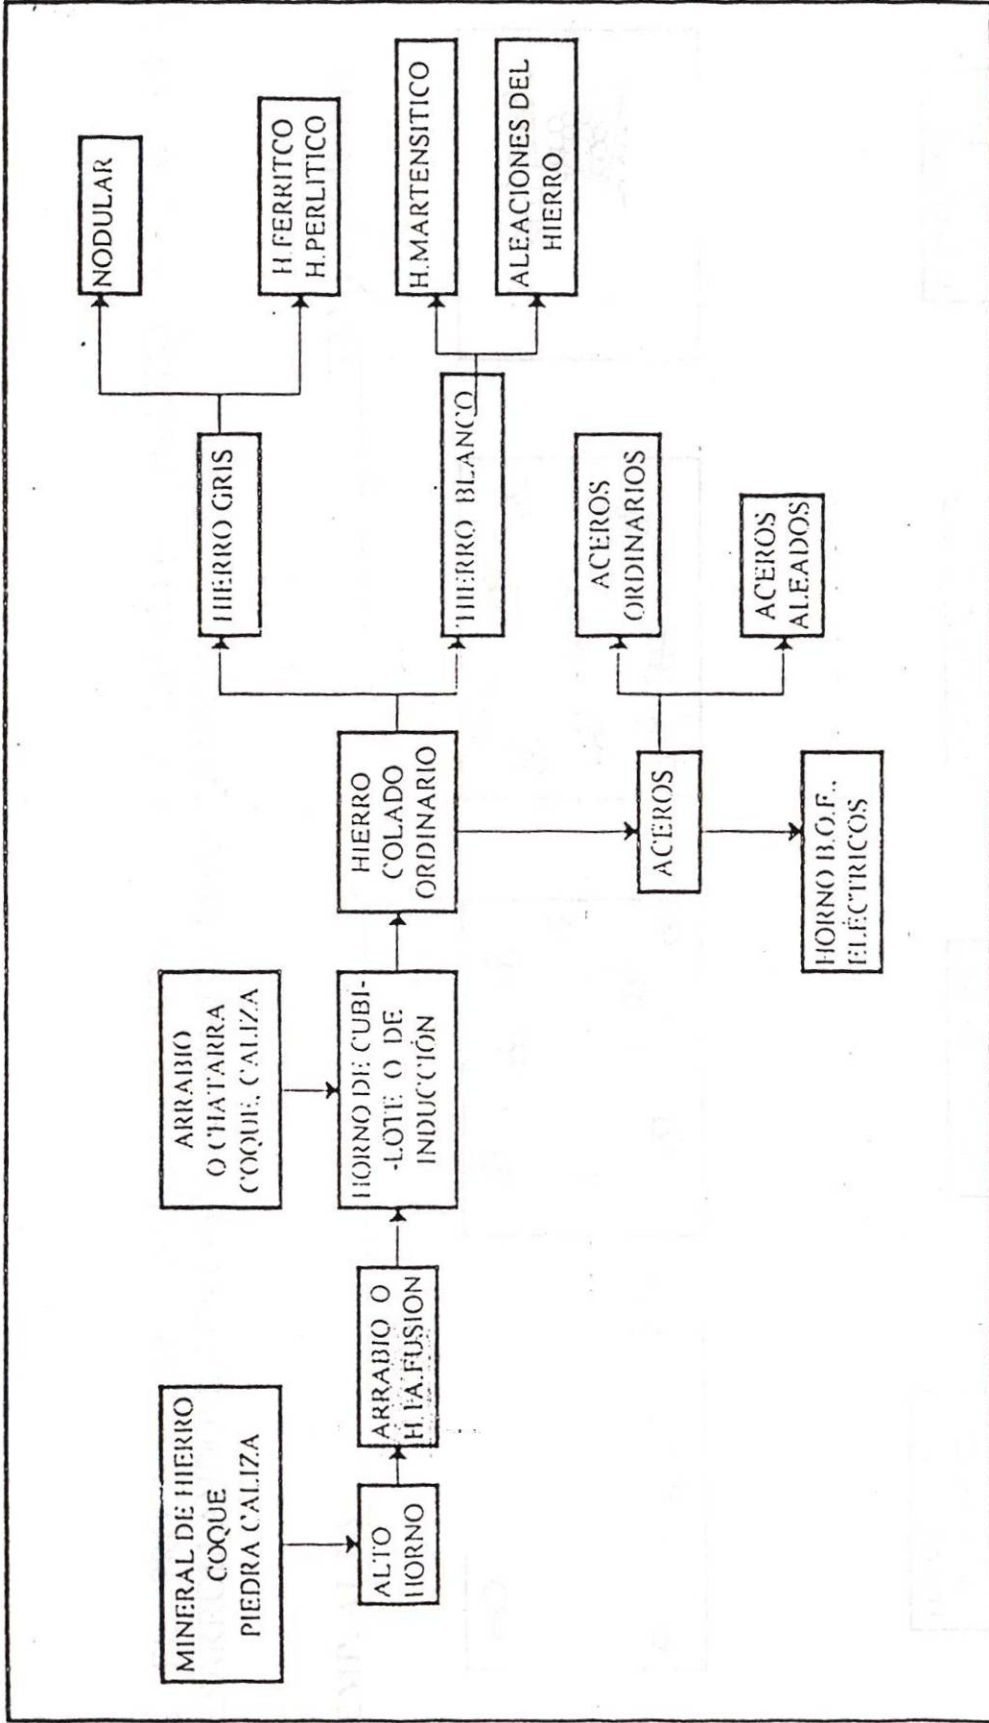 MINERAL DE HIERRO
COQUE
PIEDRA CALIZA
ALTO
HORNO
ARRABIO O
H. 1A.FUSION
ARRABIO
O CHATARRA
COQUE, CALIZA
HORNO DE CUBI-
-LOTE O DE
INDUCCIÓN
HIERRO
COLADO
ORDINARIO
HIERRO GRIS
NODULAR
H.FERRITCO
H.PERLITICO
HIERRO BLANCO
H.MARTENSITICO
ALEACIONES DEL
HIERRO
ACEROS
ACEROS
ORDINARIOS
ACEROS
ALEADOS
HORNO B.O.F.,
ELÉCTRICOS